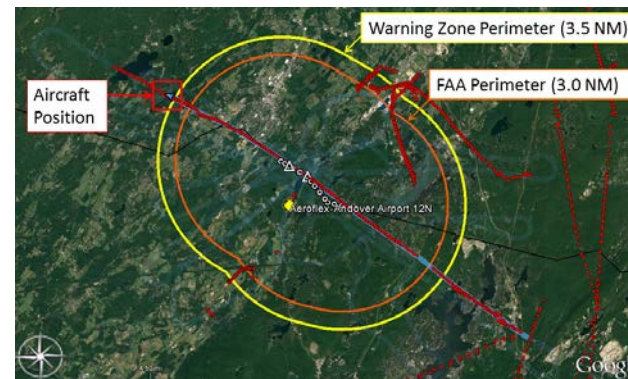 Warning Zone Perimeter (3.5 NM)
FAA Perimeter (3.0 NM)
Aircraft
Position
Aeroflex-Andover Airport 12N
Goog